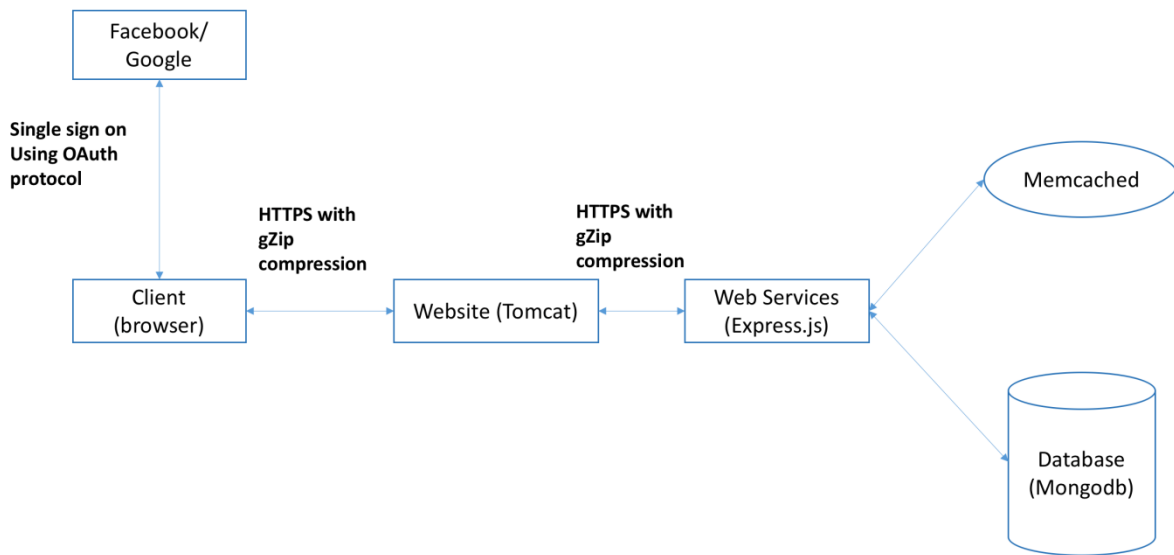 Facebook/
Google
Single sign on
Using OAuth
protocol
HTTPS with
gZip
compression
HTTPS with
gZip
compression
Memcached
Client
(browser)
Website (Tomcat)
Web Services
(Express.js)
Database
(Mongodb)